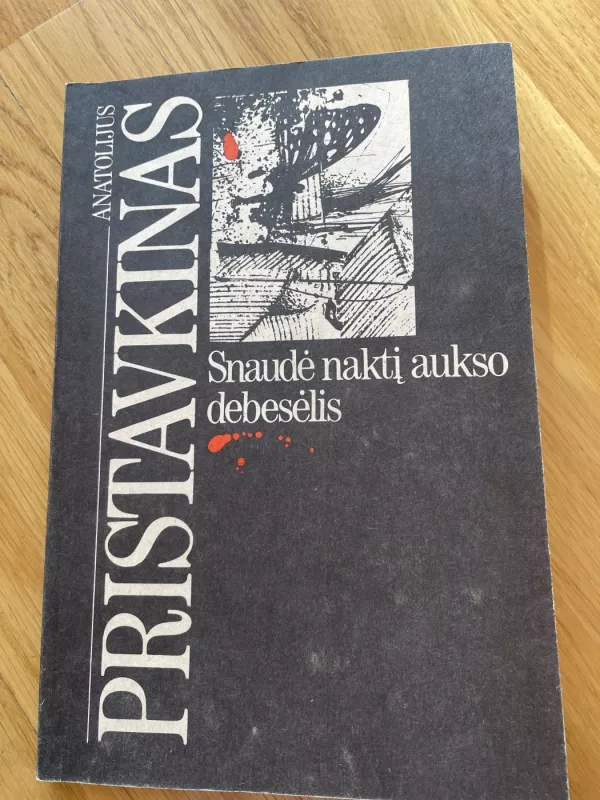 ANATOLIJUS
PRISTAVKINAS
Snaudė naktį aukso
debesėlis